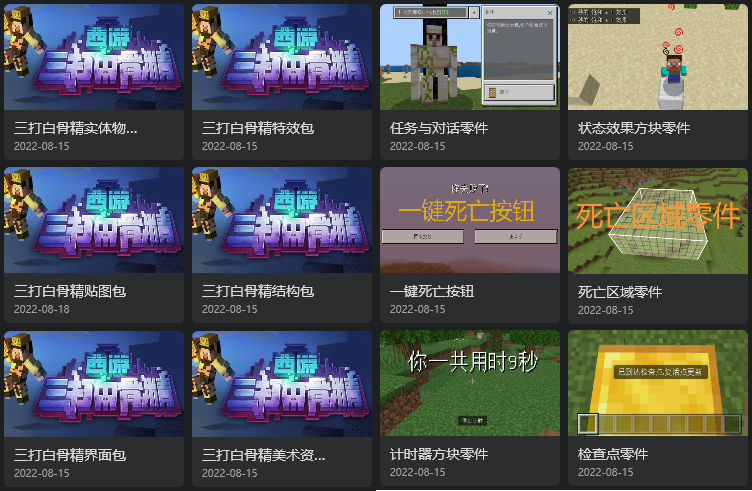 西游
三打白骨精
三打白骨精实体物...
2022-08-15
西游
三打白骨精
三打白骨精特效包
2022-08-15
任务与对话零件
2022-08-15
状态效果方块零件
2022-08-15
西游
三打白骨精
三打白骨精贴图包
2022-08-18
西游
三打白骨精
三打白骨精结构包
2022-08-15
你死了!
一键死亡按钮
一键死亡按钮
2022-08-15
死亡区域零件
死亡区域零件
2022-08-15
西游
三打白骨精
三打白骨精界面包
2022-08-15
西游
三打白骨精
三打白骨精美术资...
2022-08-15
你一共用时9秒
计时器方块零件
2022-08-15
已到达检查点,复活点更新
检查点零件
2022-08-15